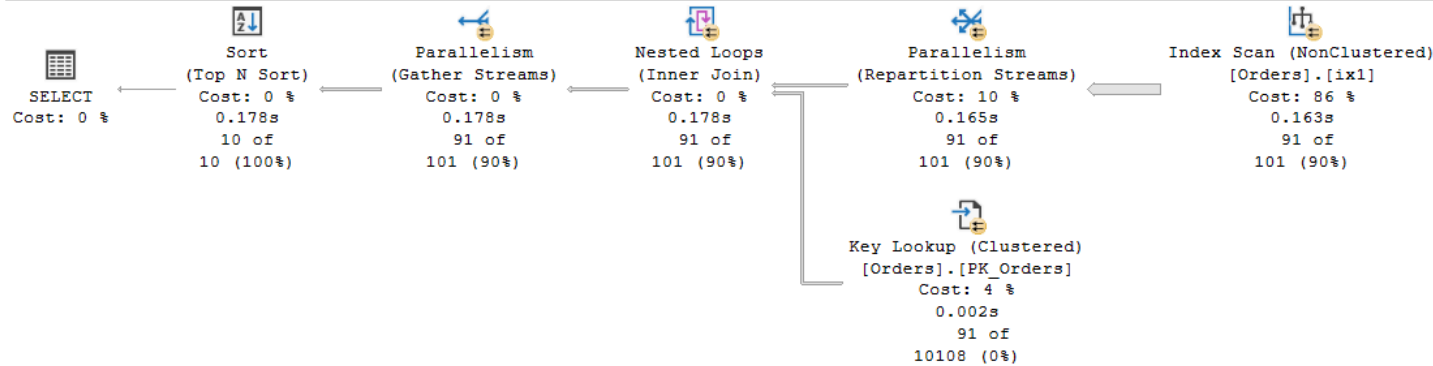 SELECT
Cost: 0 %
Sort
(Top N Sort)
Cost: 0 %
0.178s
10 of
10 (100%)
Parallelism
(Gather Streams)
Cost: 0 %
0.178s
91 of
101 (90%)
Nested Loops
(Inner Join)
Cost: 0 %
0.178s
91 of
101 (90%)
Parallelism
(Repartition Streams)
Cost: 10 %
0.165s
91 of
101 (90%)
Index Scan (NonClustered)
[Orders].[ix1]
Cost: 86 %
0.163s
91 of
101 (90%)
Key Lookup (Clustered)
[Orders].[PK_Orders]
Cost: 4 %
0.002s
91 of
10108 (0%)